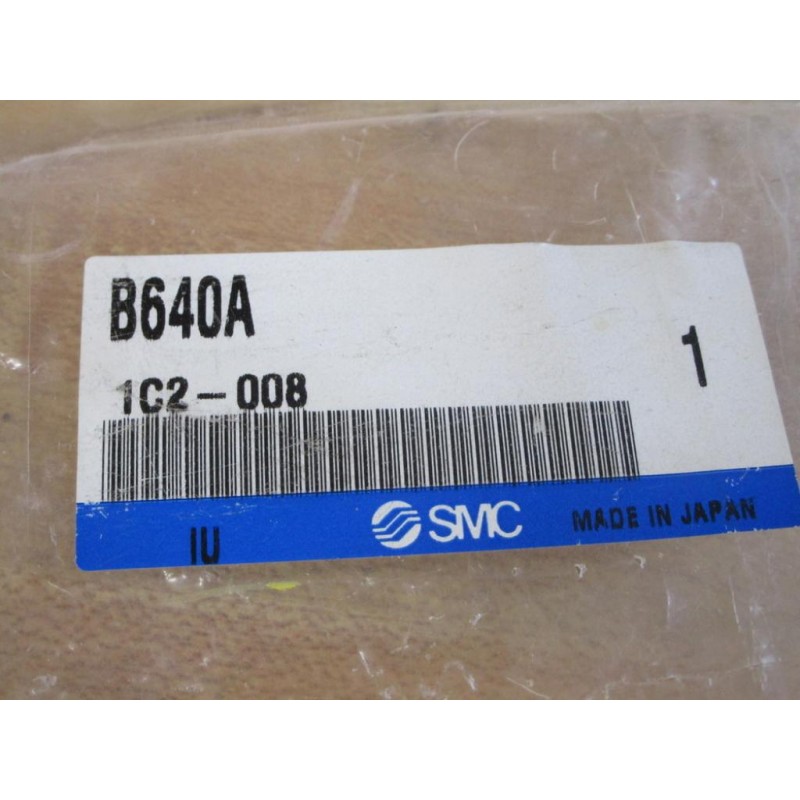 B640A
1C2-008
1
SMC
MADE IN JAPAN
IU